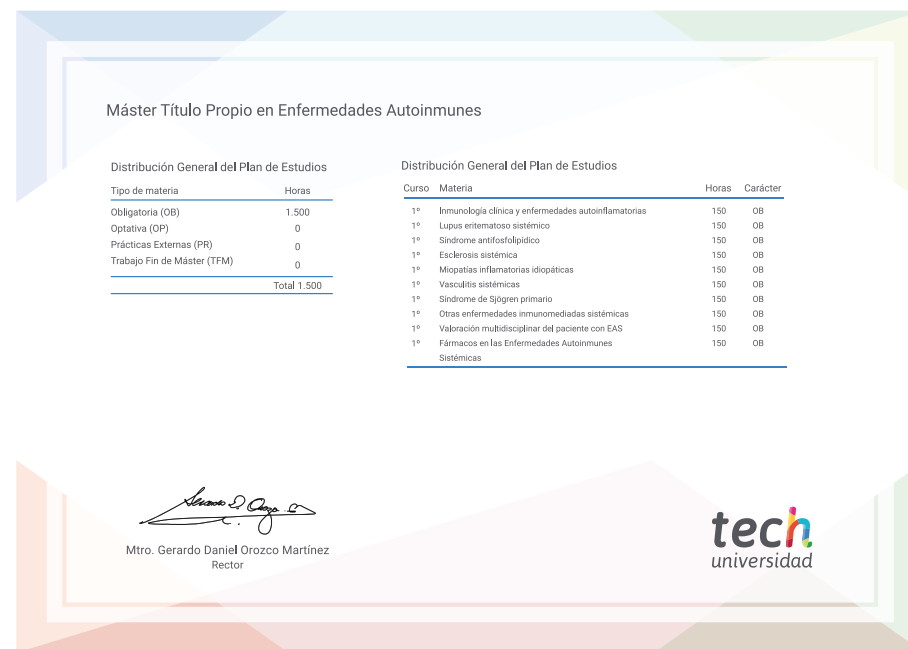 Máster Título Propio en Enfermedades Autoinmunes
Distribución General del Plan de Estudios
Tipo de materia Horas
Obligatoria (OB) 1.500
Optativa (OP) 0
Prácticas Externas (PR) 0
Trabajo Fin de Máster (TFM) 0
Total 1.500
Distribución General del Plan de Estudios
Curso Materia Horas Carácter
1º Inmunología clínica y enfermedades autoinflamatorias 150 OB
1º Lupus eritematoso sistémico 150 OB
1º Síndrome antifosfolipídico 150 OB
1º Esclerosis sistémica 150 OB
1º Miopatías inflamatorias idiopáticas 150 OB
1º Vasculitis sistémicas 150 OB
1º Síndrome de Sjögren primario 150 OB
1º Otras enfermedades inmunomediadas sistémicas 150 OB
1º Valoración multidisciplinar del paciente con EAS 150 OB
1º Fármacos en las Enfermedades Autoinmunes 150 OB
Sistémicas
Mtro. Gerardo Daniel Orozco Martínez
Rector
tech
universidad